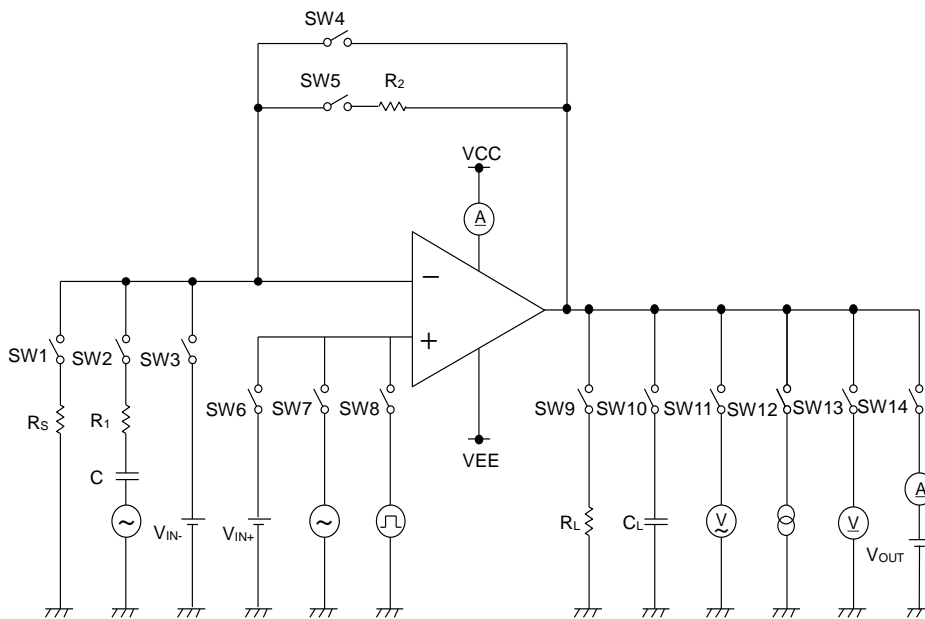 SW4
SW5 R2
VCC
A
−
+
SW1 SW2 SW3
SW6 SW7 SW8
SW9 SW10 SW11 SW12 SW13 SW14
VEE
RS R1
C
VIN- VIN+
RL CL V V A
VOUT